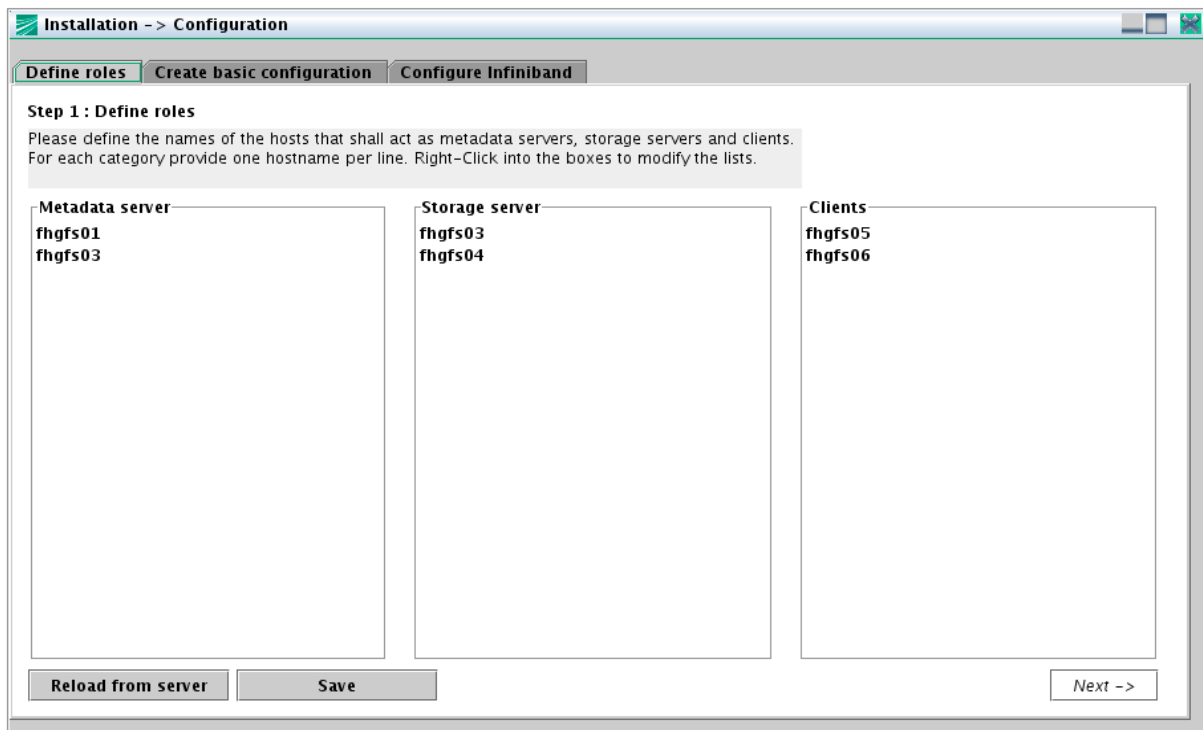 Installation -> Configuration
Define roles
Create basic configuration
Configure Infiniband
Step 1 : Define roles
Please define the names of the hosts that shall act as metadata servers, storage servers and clients.
For each category provide one hostname per line. Right-Click into the boxes to modify the lists.
Metadata server
fhgfs01
fhgfs03
Storage server
fhgfs03
fhgfs04
Clients
fhgfs05
fhgfs06
Reload from server
Save
Next ->